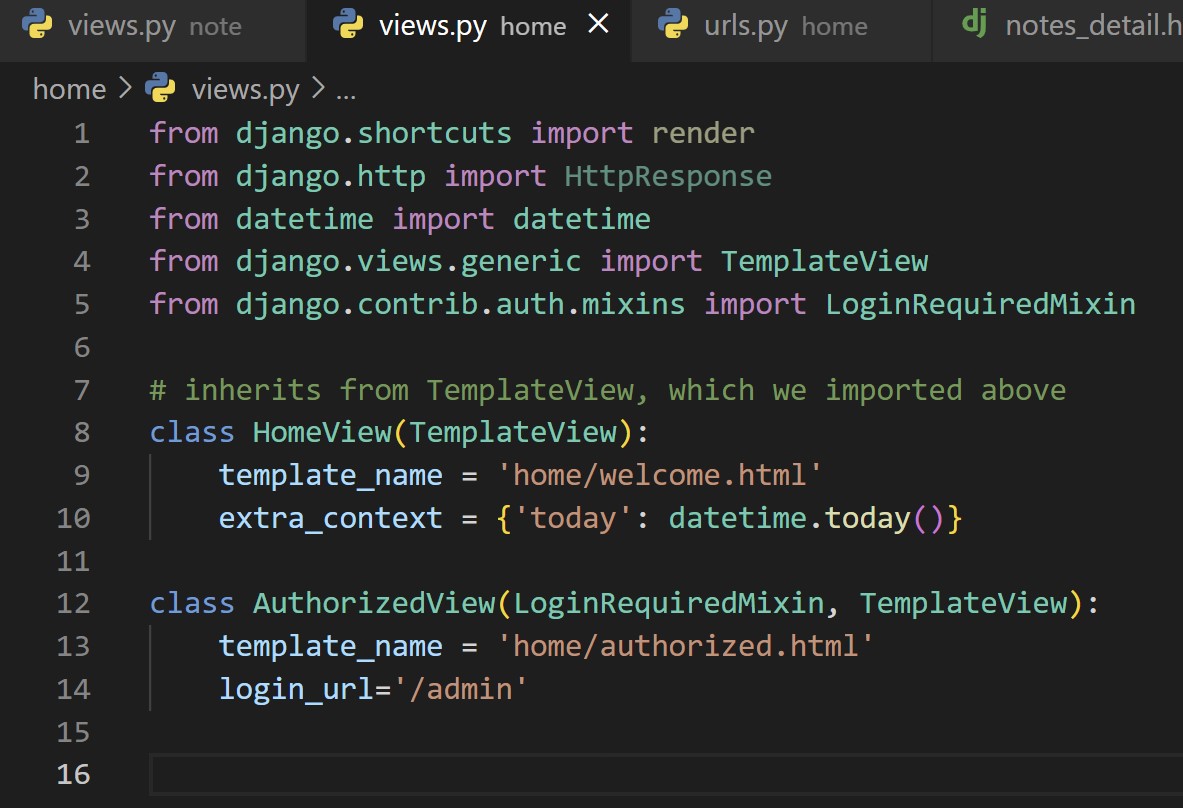 views.py note views.py home × urls.py home dj notes_detail.h
home > views.py > ...
1 from django.shortcuts import render
2 from django.http import HttpResponse
3 from datetime import datetime
4 from django.views.generic import TemplateView
5 from django.contrib.auth.mixins import LoginRequiredMixin
6
7 # inherits from TemplateView, which we imported above
8 class HomeView(TemplateView):
9     template_name = 'home/welcome.html'
10     extra_context = {'today': datetime.today()}
11
12 class AuthorizedView(LoginRequiredMixin, TemplateView):
13     template_name = 'home/authorized.html'
14     login_url='/admin'
15
16